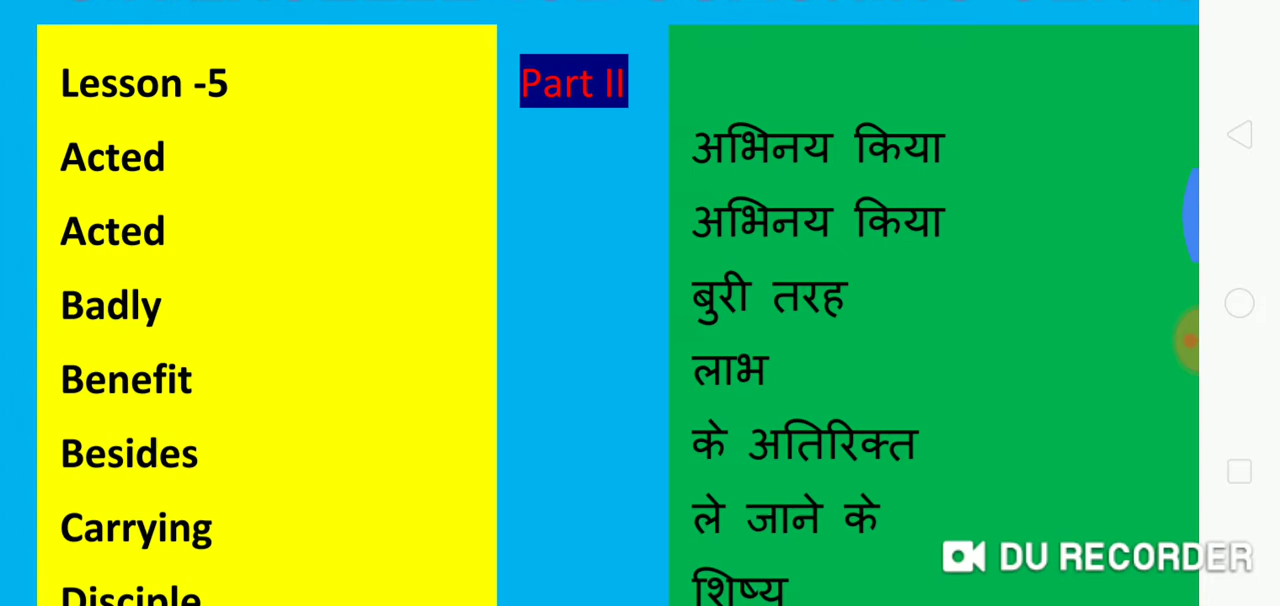 Lesson -5 Part II
Acted अभिनय किया
Acted अभिनय किया
Badly बुरी तरह
Benefit लाभ
Besides के अतिरिक्त
Carrying ले जाने के
DU RECORDER
Disciple शिष्य